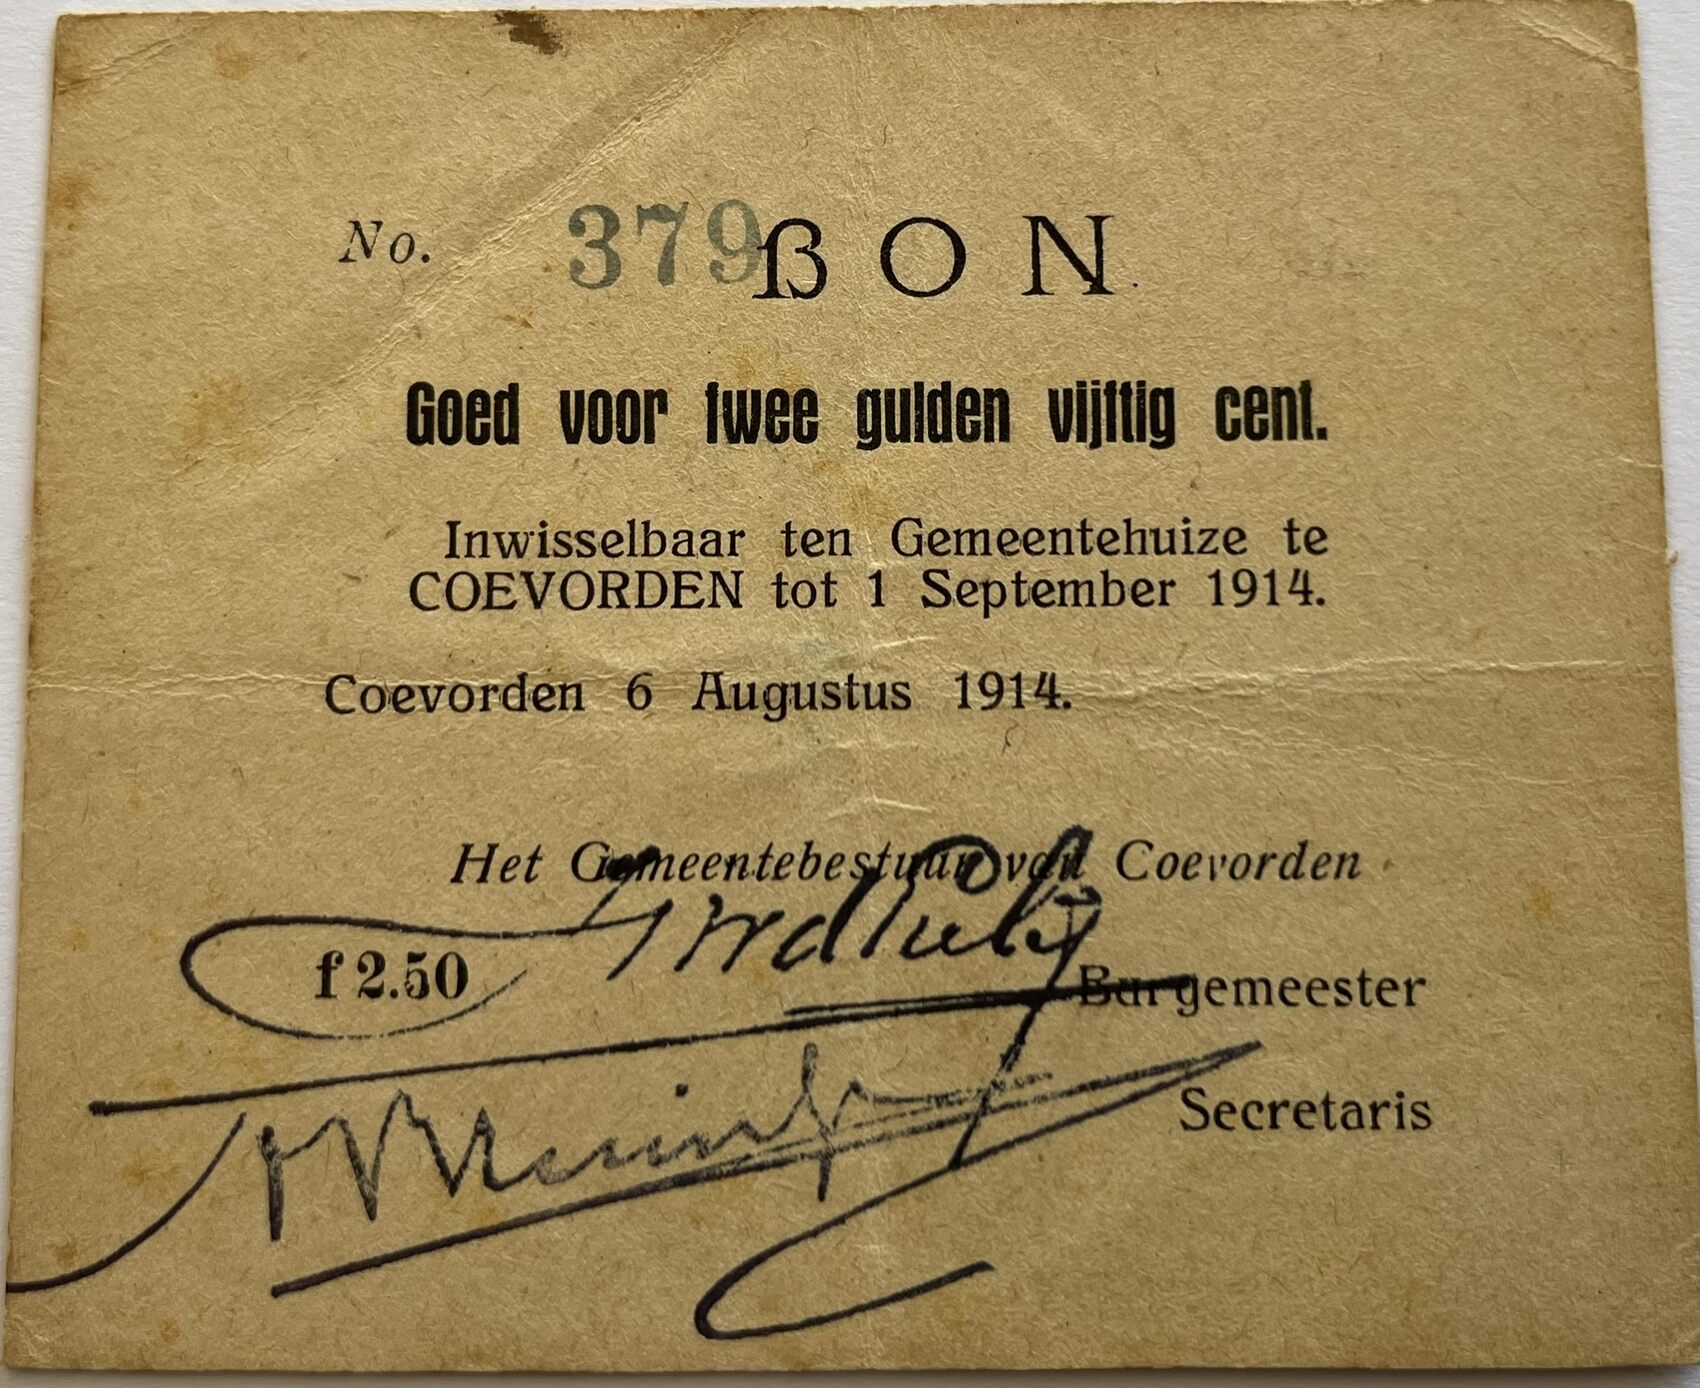 No. 379 BON
Goed voor twee gulden vijftig cent.
Inwisselbaar ten Gemeentehuize te
COEVORDEN tot 1 September 1914.
Coevorden 6 Augustus 1914.
Het Gemeentebestuur van Coevorden
f 2.50
Burgemeester
Secretaris